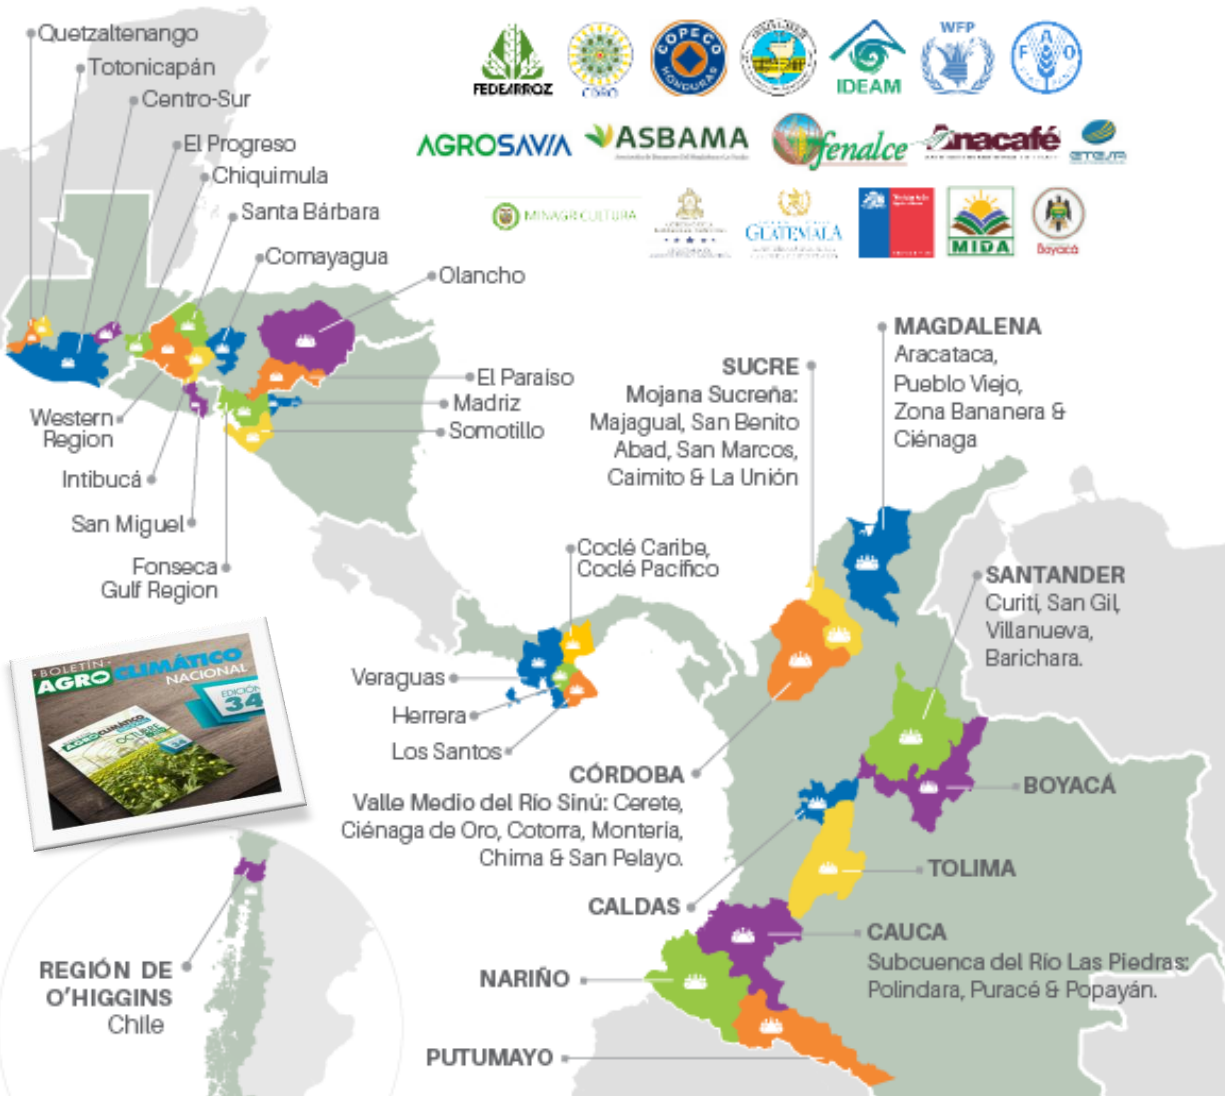 Quetzaltenango
Totonicapán
Centro-Sur
El Progreso
Chiquimula
Santa Bárbara
Comayagua
Olancho
El Paraíso
Madriz
Somotillo
Western
Region
Intibucá
San Miguel
Fonseca
Gulf Region
FEDEARROZ
COPECO
HONDURAS
IDEAM
WFP
FAO
AGROSAVIA
ASBAMA
fenalce
Anacafé
ETESA
MINAGRICULTURA
GUATEMALA
MIDA
Boyacá
MAGDALENA
Aracataca,
Pueblo Viejo,
Zona Bananera &
Ciénaga
SUCRE
Mojana Sucreña:
Majagual, San Benito
Abad, San Marcos,
Caimito & La Unión
Coclé Caribe,
Coclé Pacífico
SANTANDER
Curití, San Gil,
Villanueva,
Barichara.
Veraguas
Herrera
Los Santos
CÓRDOBA
Valle Medio del Río Sinú: Cerete,
Ciénaga de Oro, Cotorra, Montería,
Chima & San Pelayo.
BOYACÁ
TOLIMA
CALDAS
CAUCA
Subcuenca del Río Las Piedras:
Polindara, Puracé & Popayán.
NARIÑO
PUTUMAYO
BOLETÍN
AGROCLIMÁTICO
NACIONAL
EDICIÓN
34
AGROCLIMÁTICO
OCTUBRE
34
REGIÓN DE
O'HIGGINS
Chile